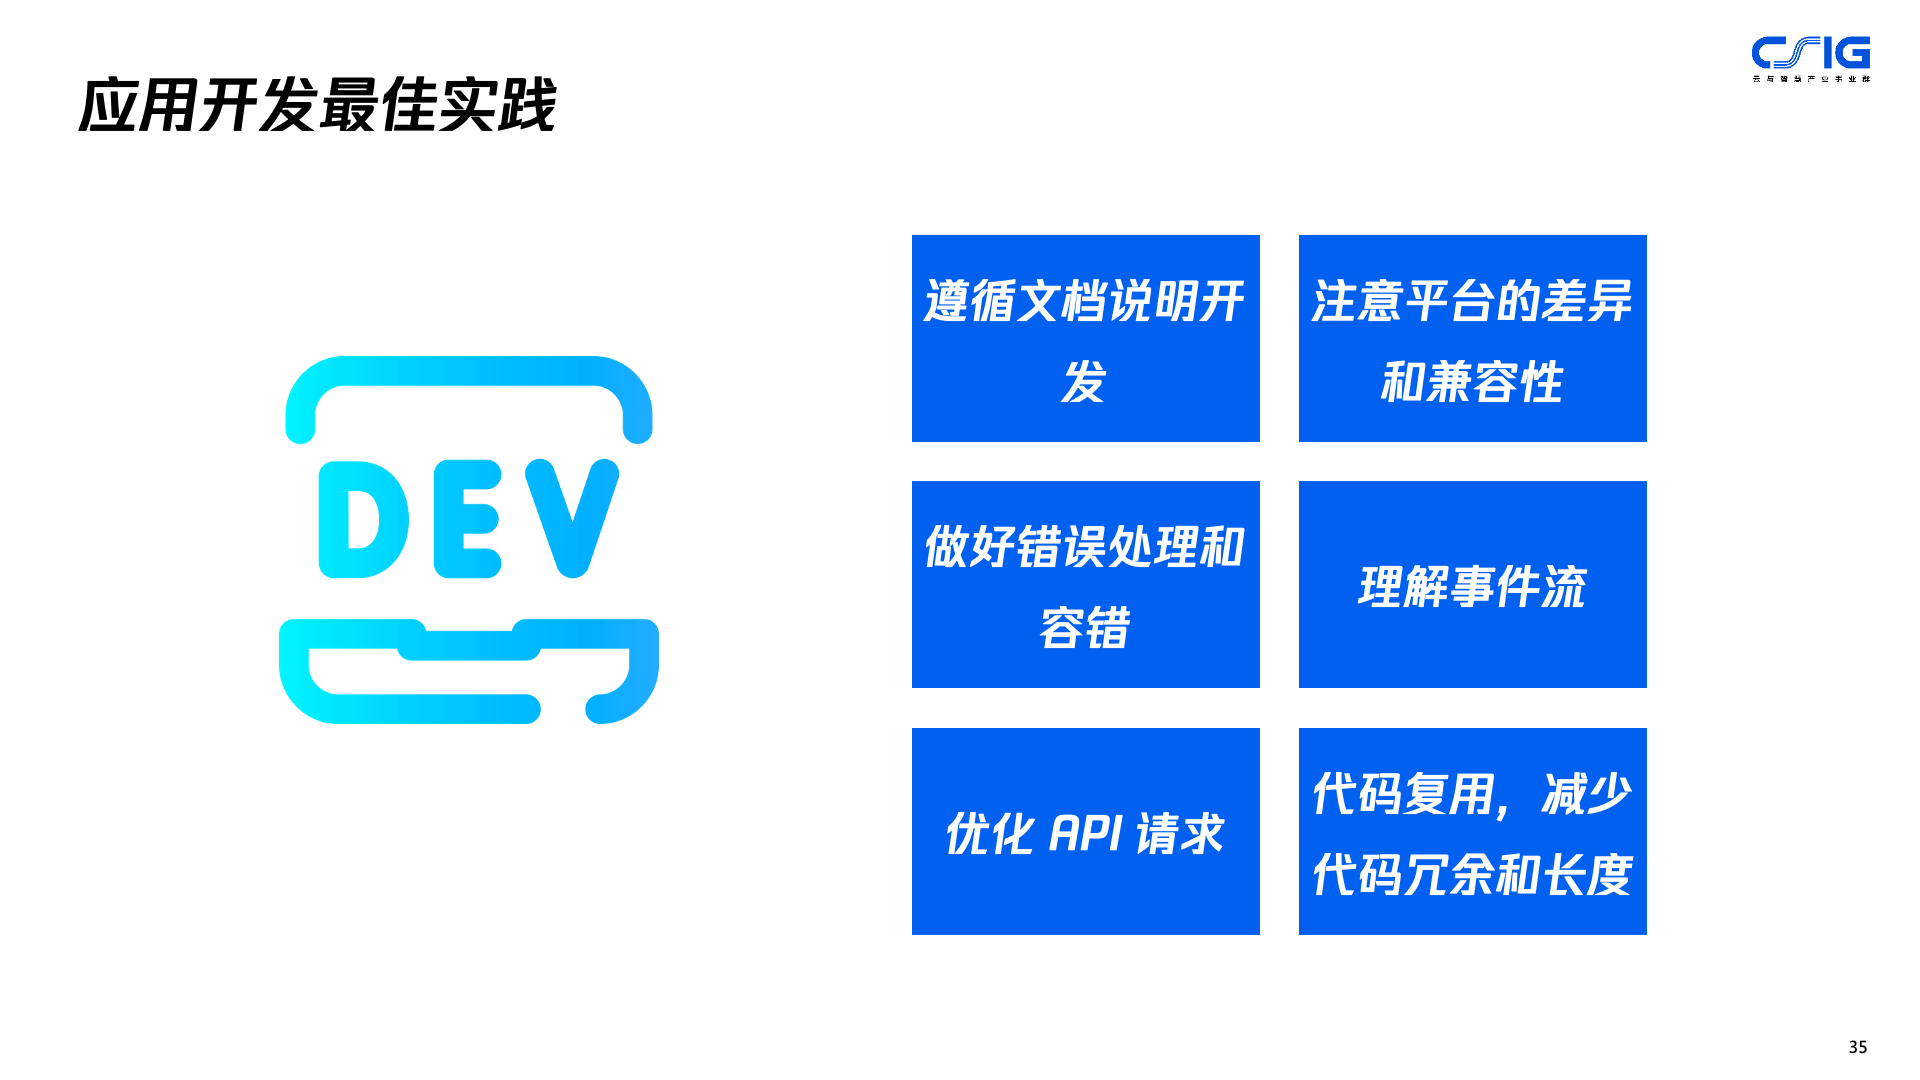 应用开发最佳实践
CSIG
云与智慧产业事业群
DEV
遵循文档说明开
发
注意平台的差异
和兼容性
做好错误处理和
容错
理解事件流
优化 API 请求
代码复用，减少
代码冗余和长度
35